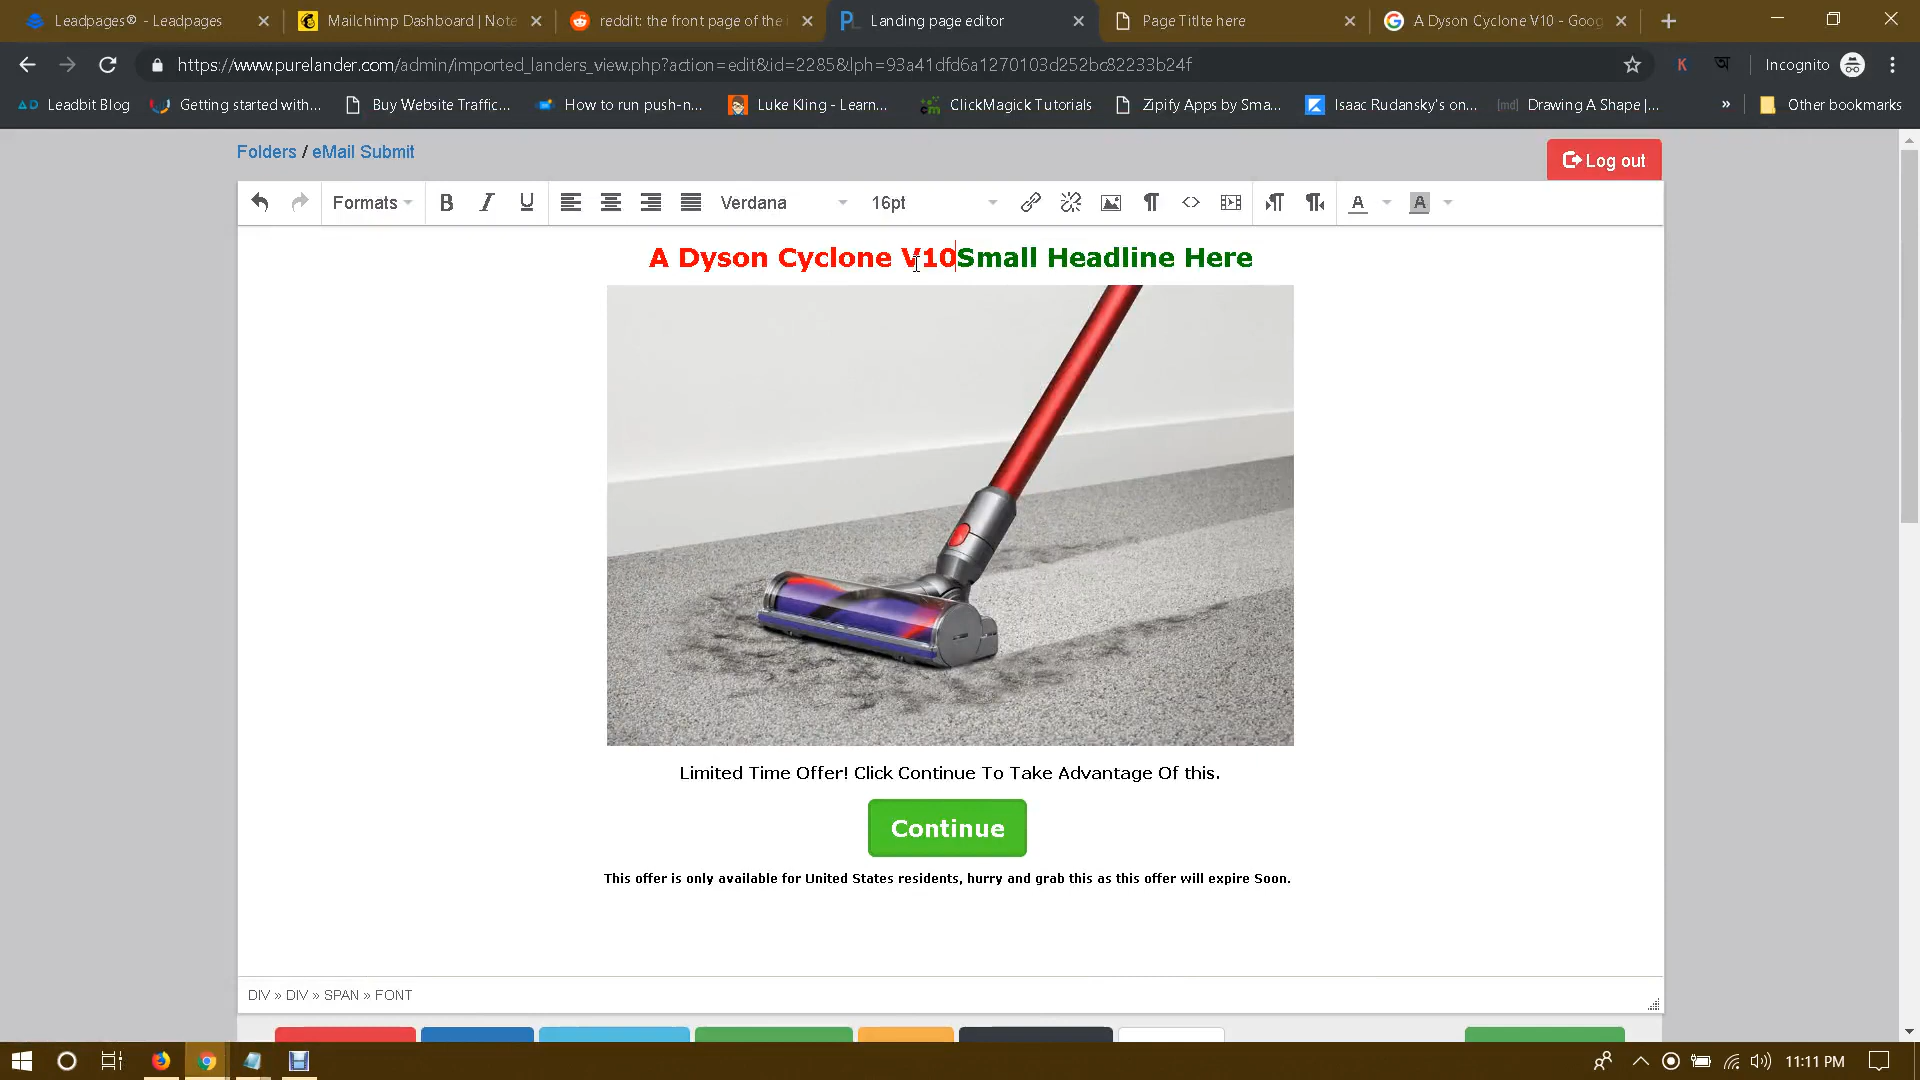 Leadpages® - Leadpages
Mailchimp Dashboard | Note
reddit: the front page of the i
Landing page editor
Page Titlte here
A Dyson Cyclone V10 - Goog
https://www.purelander.com/admin/imported_landers_view.php?action=edit&id=2285&lph=93a41dfd6a1270103d252bc82233b24f
Incognito
Leadbit Blog
Getting started with...
Buy Website Traffic...
How to run push-n...
Luke Kling - Learn...
ClickMagick Tutorials
Zipify Apps by Sma...
Isaac Rudansky's on...
[md] Drawing A Shape |...
»
Other bookmarks
Folders / eMail Submit
Log out
Formats
B
I
U
Verdana
16pt
A
A
A Dyson Cyclone V10Small Headline Here
Limited Time Offer! Click Continue To Take Advantage Of this.
Continue
This offer is only available for United States residents, hurry and grab this as this offer will expire Soon.
DIV » DIV » SPAN » FONT
11:11 PM